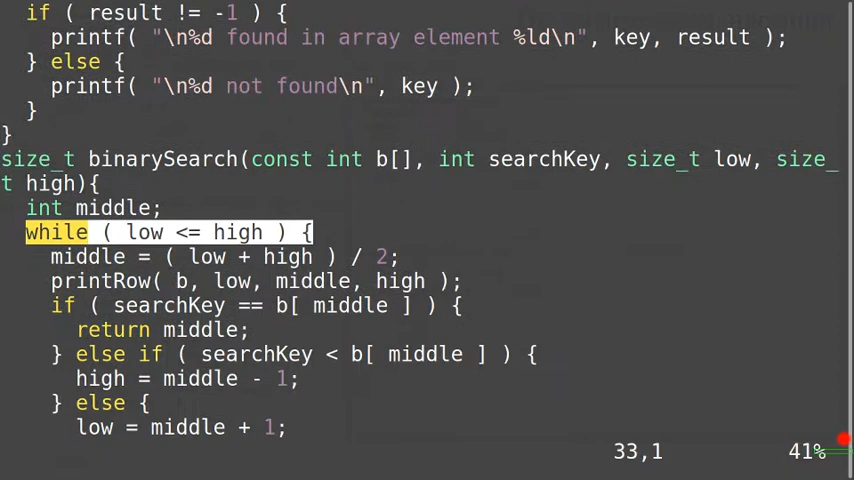 if ( result != -1 ) {
printf( "\n%d found in array element %ld\n", key, result );
} else {
printf( "\n%d not found\n", key );
}
}
size_t binarySearch(const int b[], int searchKey, size_t low, size_
t high){
int middle;
while ( low <= high ) {
middle = ( low + high ) / 2;
printRow( b, low, middle, high );
if ( searchKey == b[ middle ] ) {
return middle;
} else if ( searchKey < b[ middle ] ) {
high = middle - 1;
} else {
low = middle + 1;
33,1 41%